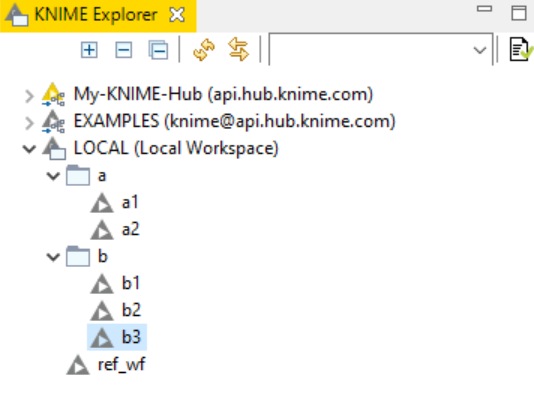 KNIME Explorer
My-KNIME-Hub (api.hub.knime.com)
EXAMPLES (knime@api.hub.knime.com)
LOCAL (Local Workspace)
a
a1
a2
b
b1
b2
b3
ref_wf